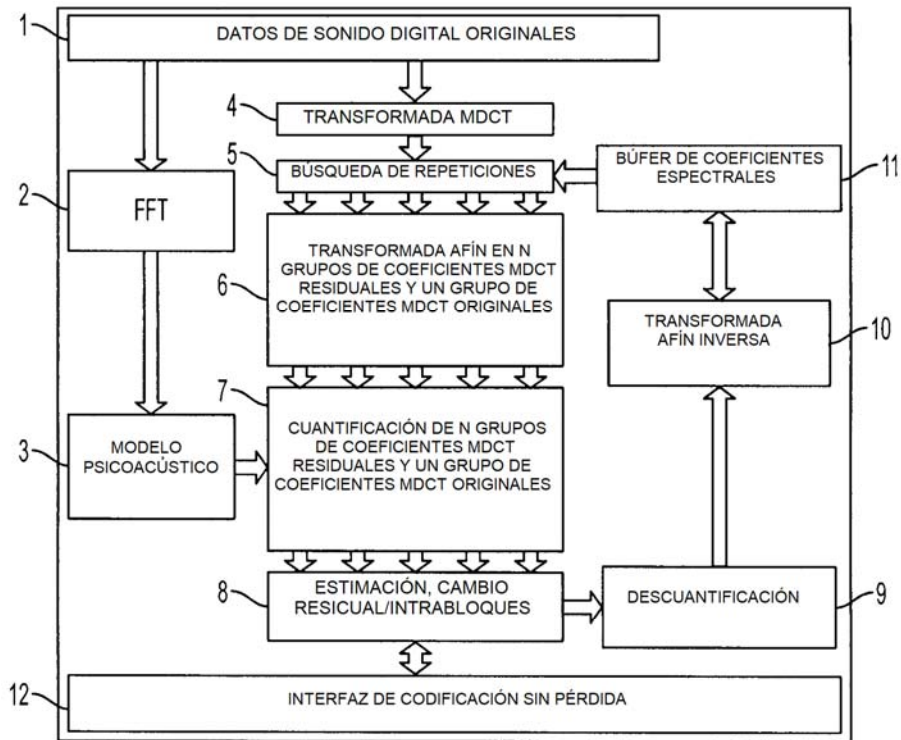 1
DATOS DE SONIDO DIGITAL ORIGINALES
4
TRANSFORMADA MDCT
5
BÚSQUEDA DE REPETICIONES
BÚFER DE COEFICIENTES
ESPECTRALES
11
2
FFT
6
TRANSFORMADA AFÍN EN N
GRUPOS DE COEFICIENTES MDCT
RESIDUALES Y UN GRUPO DE
COEFICIENTES MDCT ORIGINALES
TRANSFORMADA
AFÍN INVERSA
10
3
MODELO
PSICOACÚSTICO
7
CUANTIFICACIÓN DE N GRUPOS
DE COEFICIENTES MDCT
RESIDUALES Y UN GRUPO DE
COEFICIENTES MDCT ORIGINALES
8
ESTIMACIÓN, CAMBIO
RESICUAL/INTRABLOQUES
DESCUANTIFICACIÓN
9
12
INTERFAZ DE CODIFICACIÓN SIN PÉRDIDA